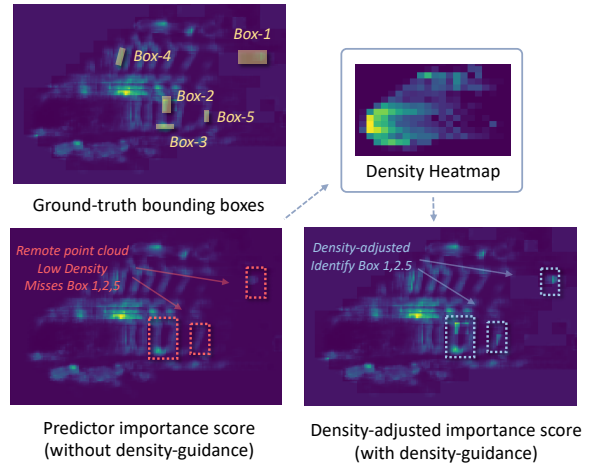 Box-1
Box-4
Box-2
Box-5
Box-3
Density Heatmap
Ground-truth bounding boxes
Remote point cloud
Low Density
Misses Box 1,2,5
Density-adjusted
Identify Box 1,2.5
Predictor importance score
(without density-guidance)
Density-adjusted importance score
(with density-guidance)